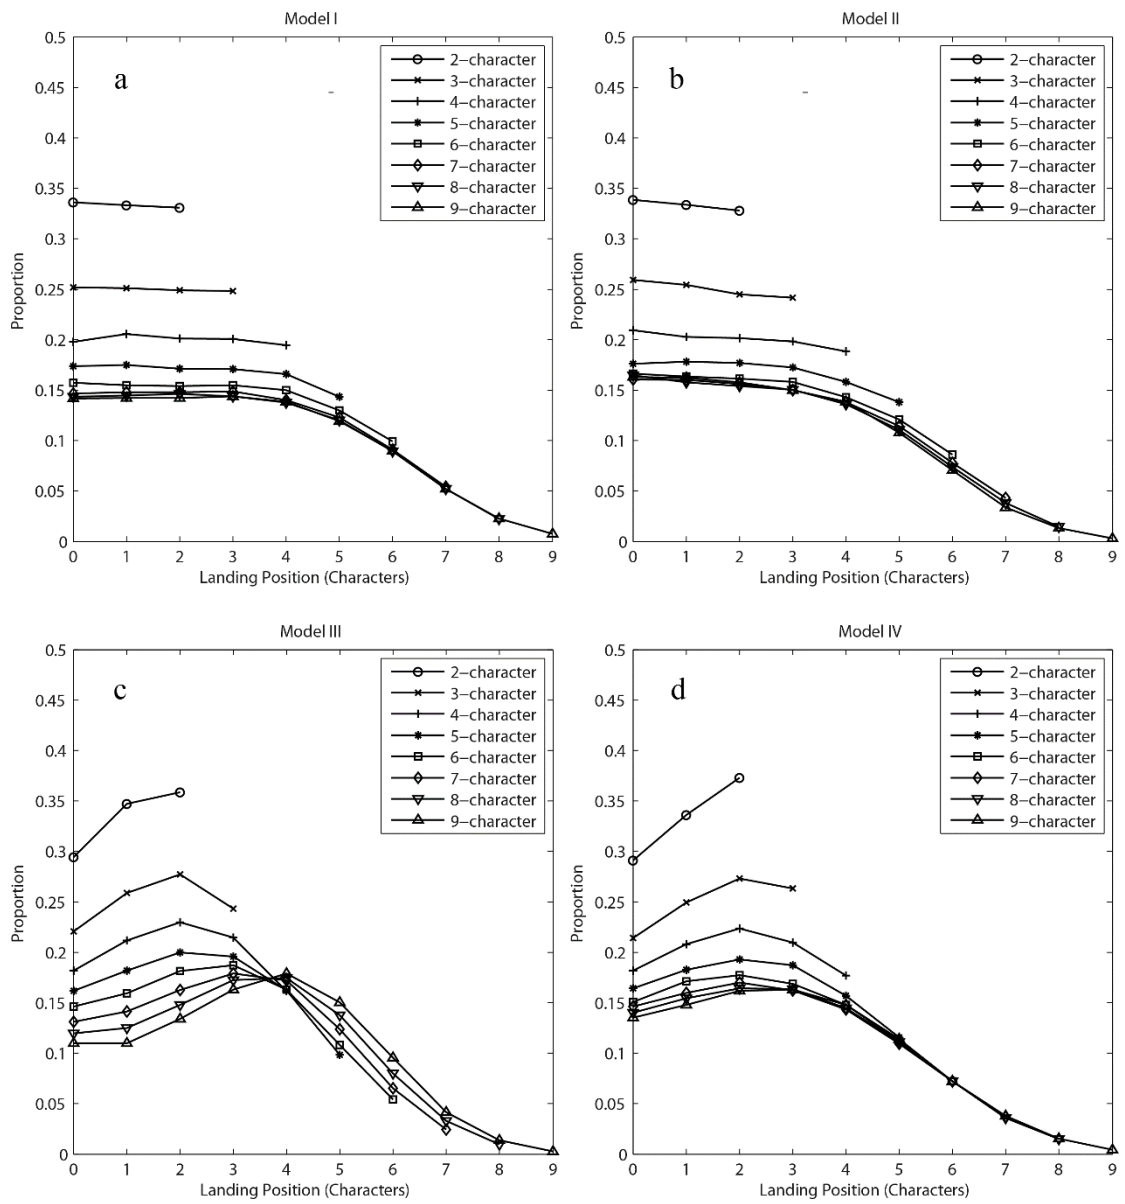 Model I
a
0.5
0.45
0.4
0.35
0.3
0.25
0.2
0.15
0.1
0.05
0
Proportion
2−character
3−character
4−character
5−character
6−character
7−character
8−character
9−character
0 1 2 3 4 5 6 7 8 9
Landing Position (Characters)
Model II
b
0.5
0.45
0.4
0.35
0.3
0.25
0.2
0.15
0.1
0.05
0
Proportion
2−character
3−character
4−character
5−character
6−character
7−character
8−character
9−character
0 1 2 3 4 5 6 7 8 9
Landing Position (Characters)
Model III
c
0.5
0.45
0.4
0.35
0.3
0.25
0.2
0.15
0.1
0.05
0
Proportion
2−character
3−character
4−character
5−character
6−character
7−character
8−character
9−character
0 1 2 3 4 5 6 7 8 9
Landing Position (Characters)
Model IV
d
0.5
0.45
0.4
0.35
0.3
0.25
0.2
0.15
0.1
0.05
0
Proportion
2−character
3−character
4−character
5−character
6−character
7−character
8−character
9−character
0 1 2 3 4 5 6 7 8 9
Landing Position (Characters)